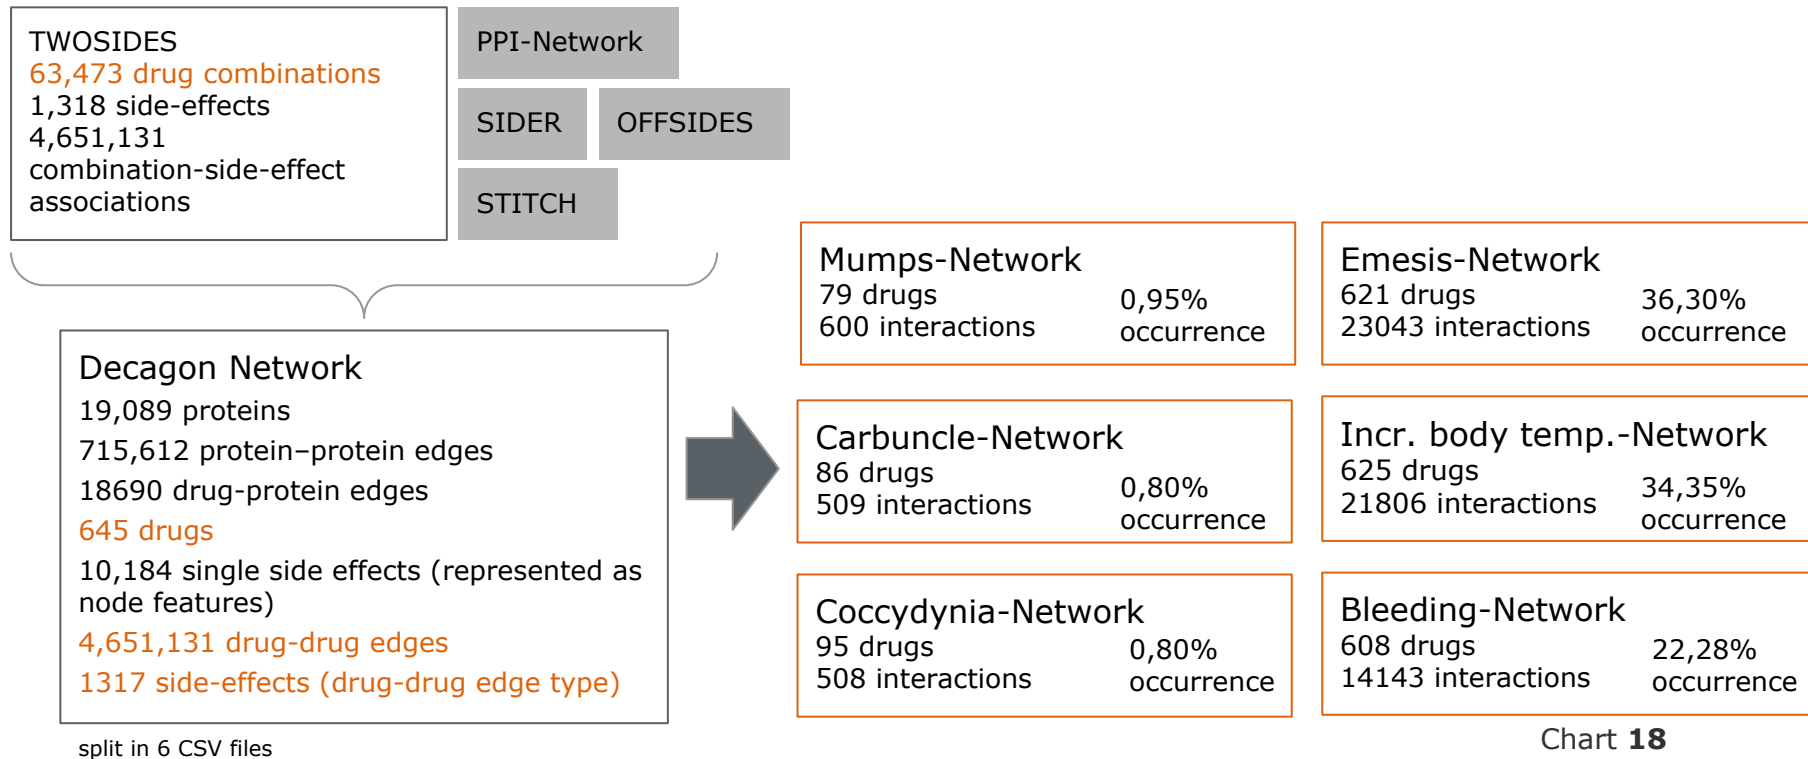 TWOSIDES
63,473 drug combinations
1,318 side-effects
4,651,131
combination-side-effect
associations
PPI-Network
SIDER
OFFSIDES
STITCH
Decagon Network
19,089 proteins
715,612 protein–protein edges
18690 drug-protein edges
645 drugs
10,184 single side effects (represented as
node features)
4,651,131 drug-drug edges
1317 side-effects (drug-drug edge type)
split in 6 CSV files
Mumps-Network
79 drugs
600 interactions
0,95%
occurrence
Emesis-Network
621 drugs
23043 interactions
36,30%
occurrence
Carbuncle-Network
86 drugs
509 interactions
0,80%
occurrence
Incr. body temp.-Network
625 drugs
21806 interactions
34,35%
occurrence
Coccydynia-Network
95 drugs
508 interactions
0,80%
occurrence
Bleeding-Network
608 drugs
14143 interactions
22,28%
occurrence
Chart 18